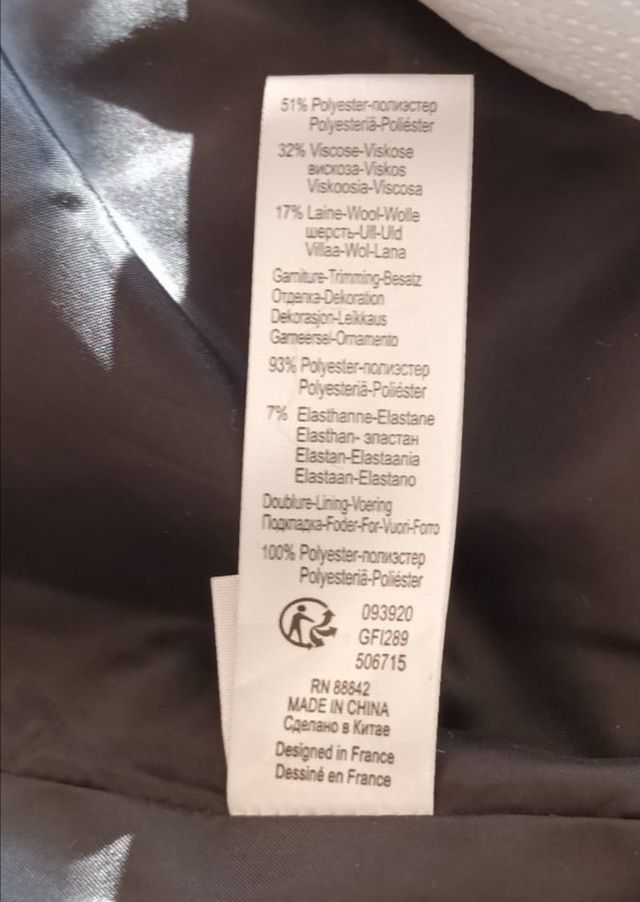 51% Polyester-полиэстер
Polyesteriä-Poliéster
32% Viscose-Viskose
вискоза-Viskos
Viskoosia-Viscosa
17% Laine-Wool-Wolle
шерсть-Ull-Uld
Villaa-Wol-Lana
Garniture-Trimming-Besatz
Отделка-Dekoration
Dekorasjon-Leikkaus
Garneersel-Ornamento
93% Polyester-полиэстер
Polyesteriä-Poliéster
7% Elasthanne-Elastane
Elasthan- эластан
Elastan-Elastaania
Elastaan-Elastano
Doublure-Lining-Voering
Подкладка-Foder-For-Vuori-Forro
100% Polyester-полиэстер
Polyesteriä-Poliéster
093920
GFI289
506715
RN 88842
MADE IN CHINA
Сделано в Китае
Designed in France
Dessiné en France